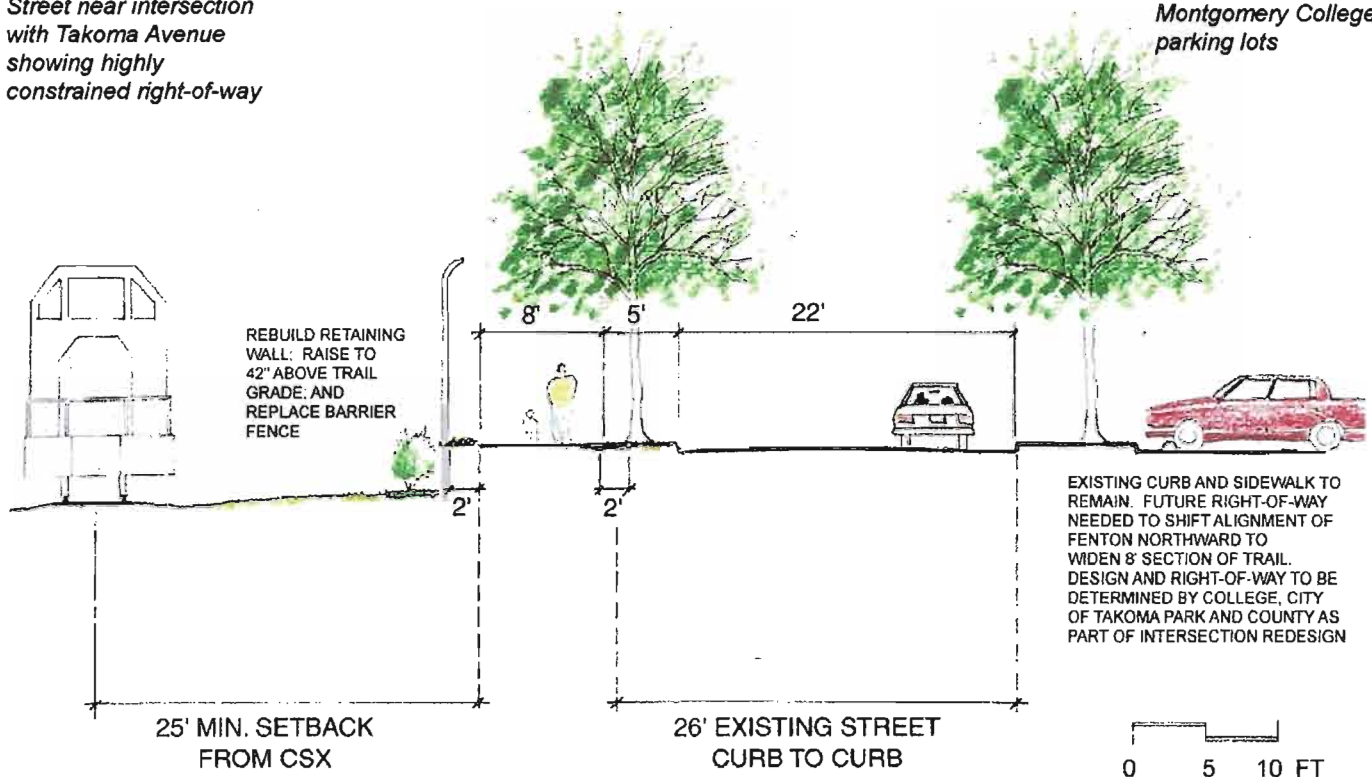 Street near intersection
with Takoma Avenue
showing highly
constrained right-of-way
Montgomery College
parking lots
REBUILD RETAINING
WALL; RAISE TO
42" ABOVE TRAIL
GRADE; AND
REPLACE BARRIER
FENCE
8'
5'
22'
2'
2'
EXISTING CURB AND SIDEWALK TO
REMAIN. FUTURE RIGHT-OF-WAY
NEEDED TO SHIFT ALIGNMENT OF
FENTON NORTHWARD TO
WIDEN 8' SECTION OF TRAIL.
DESIGN AND RIGHT-OF-WAY TO BE
DETERMINED BY COLLEGE, CITY
OF TAKOMA PARK AND COUNTY AS
PART OF INTERSECTION REDESIGN
25' MIN. SETBACK
FROM CSX
26' EXISTING STREET
CURB TO CURB
0 5 10 FT